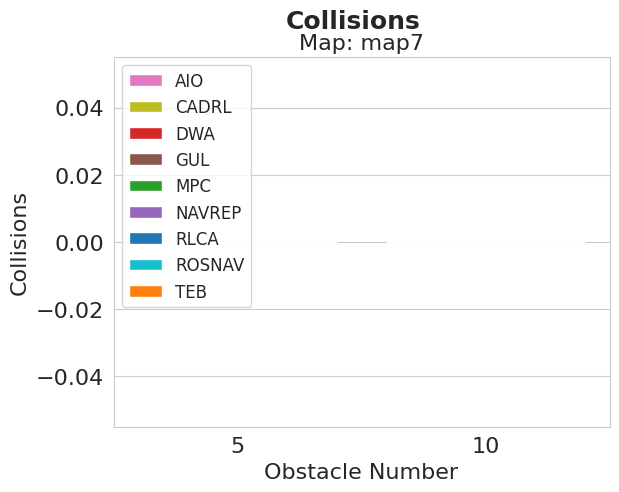 Collisions
Map: map7
Collisions
0.04
0.02
0.00
−0.02
−0.04
AIO
CADRL
DWA
GUL
MPC
NAVREP
RLCA
ROSNAV
TEB
5
10
Obstacle Number